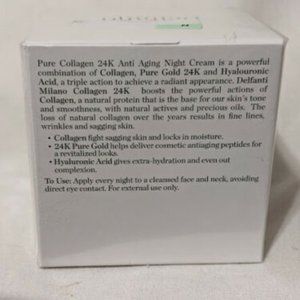 Pure Collagen 24K Anti Aging Night Cream is a powerful
combination of Collagen, Pure Gold 24K and Hyalouronic
Acid, a triple action to achieve a radiant appearance. Delfanti
Milano Collagen 24K boosts the powerful actions of
Collagen, a natural protein that is the base for our skin's tone
and smoothness, with natural actives and precious oils. The
loss of natural collagen over the years results in fine lines,
wrinkles and sagging skin.
• Collagen fight sagging skin and locks in moisture.
• 24K Pure Gold helps deliver cosmetic antiaging peptides for
a revitalized looks.
• Hyaluronic Acid gives extra-hydration and even out
complexion.
To Use: Apply every night to a cleansed face and neck, avoiding
direct eye contact. For external use only.